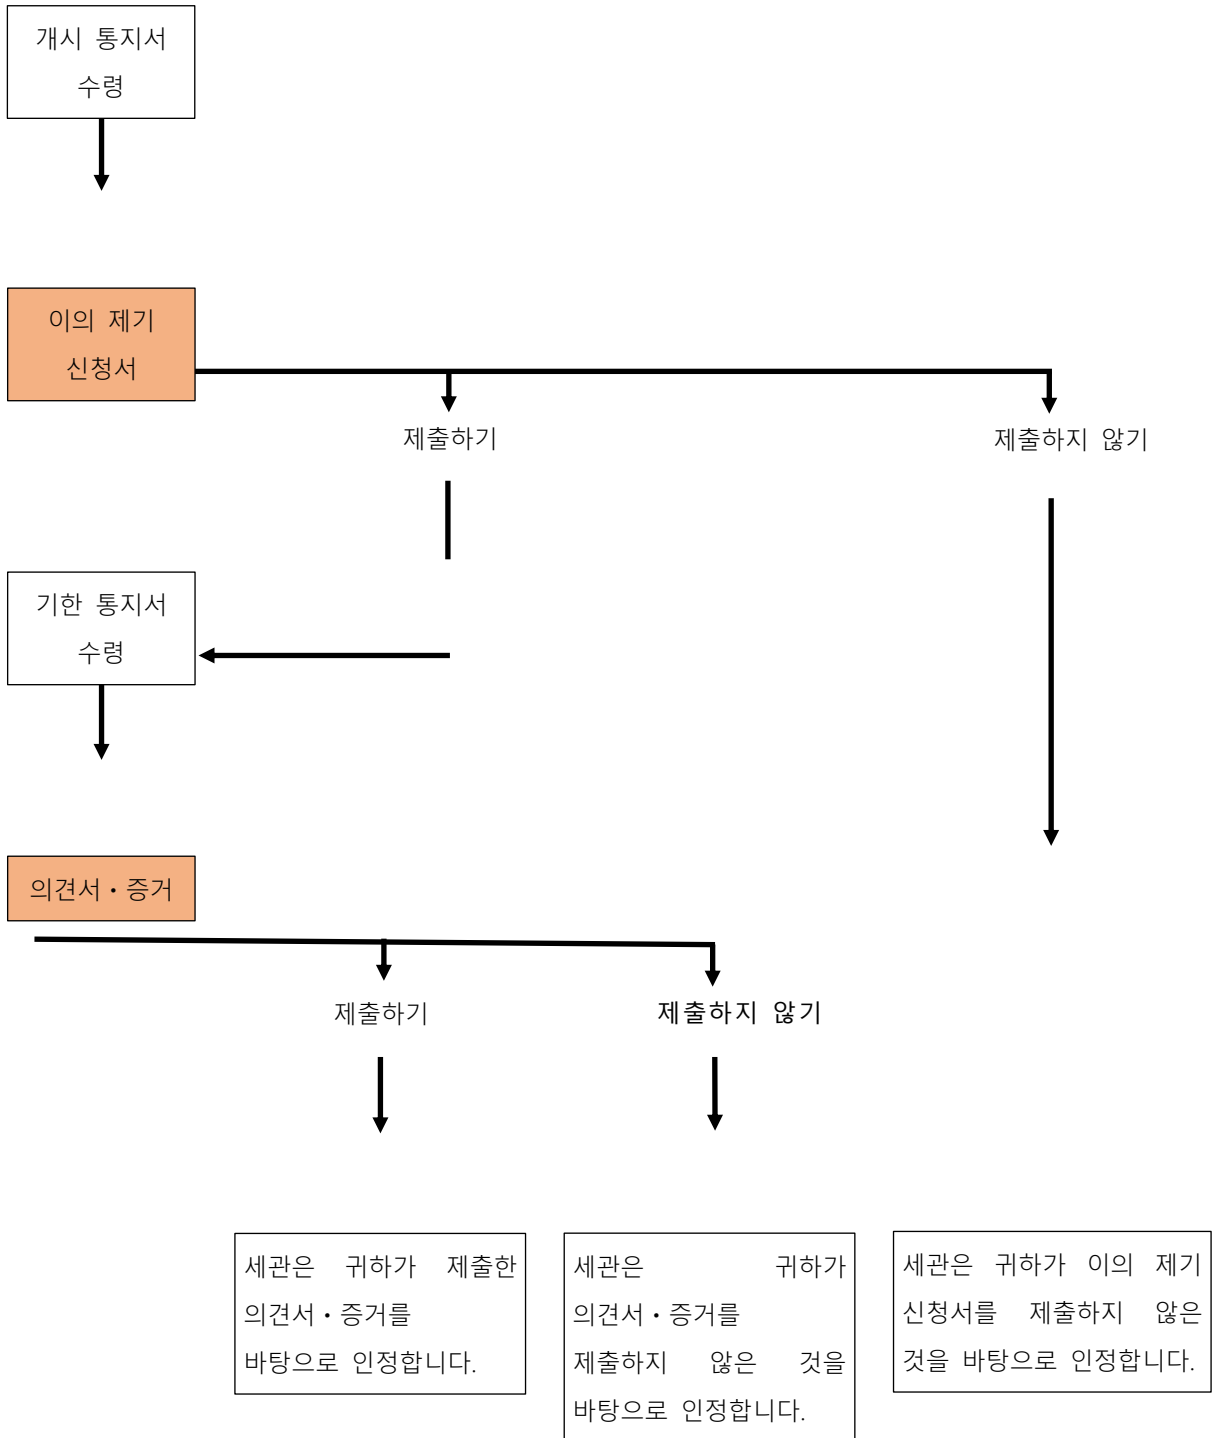 개시 통지서
수령
이의 제기
신청서
제출하기
제출하지 않기
기한 통지서
수령
의견서・증거
제출하기
제출하지 않기
세관은 귀하가 제출한
의견서・증거를
바탕으로 인정합니다.
세관은 귀하가
의견서・증거를
제출하지 않은 것을
바탕으로 인정합니다.
세관은 귀하가 이의 제기
신청서를 제출하지 않은
것을 바탕으로 인정합니다.